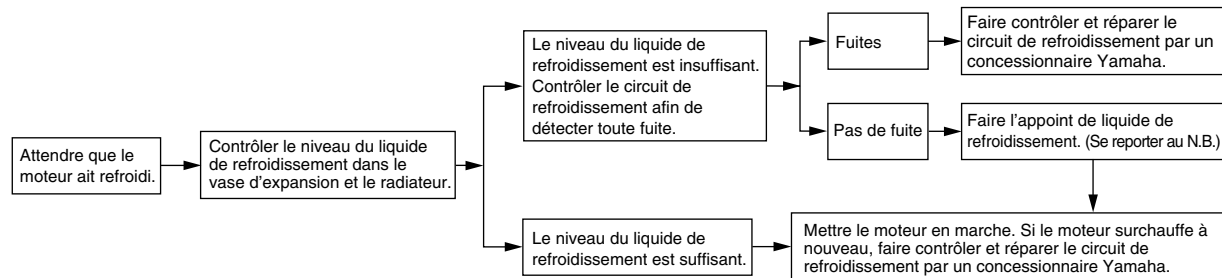 Attendre que le
moteur ait refroidi.
Contrôler le niveau du liquide
de refroidissement dans le
vase d'expansion et le radiateur.
Le niveau du liquide de
refroidissement est insuffisant.
Contrôler le circuit de
refroidissement afin de
détecter toute fuite.
Fuites
Faire contrôler et réparer le
circuit de refroidissement par un
concessionnaire Yamaha.
Pas de fuite
Faire l'appoint de liquide de
refroidissement. (Se reporter au N.B.)
Le niveau du liquide de
refroidissement est suffisant.
Mettre le moteur en marche. Si le moteur surchauffe à
nouveau, faire contrôler et réparer le circuit de
refroidissement par un concessionnaire Yamaha.